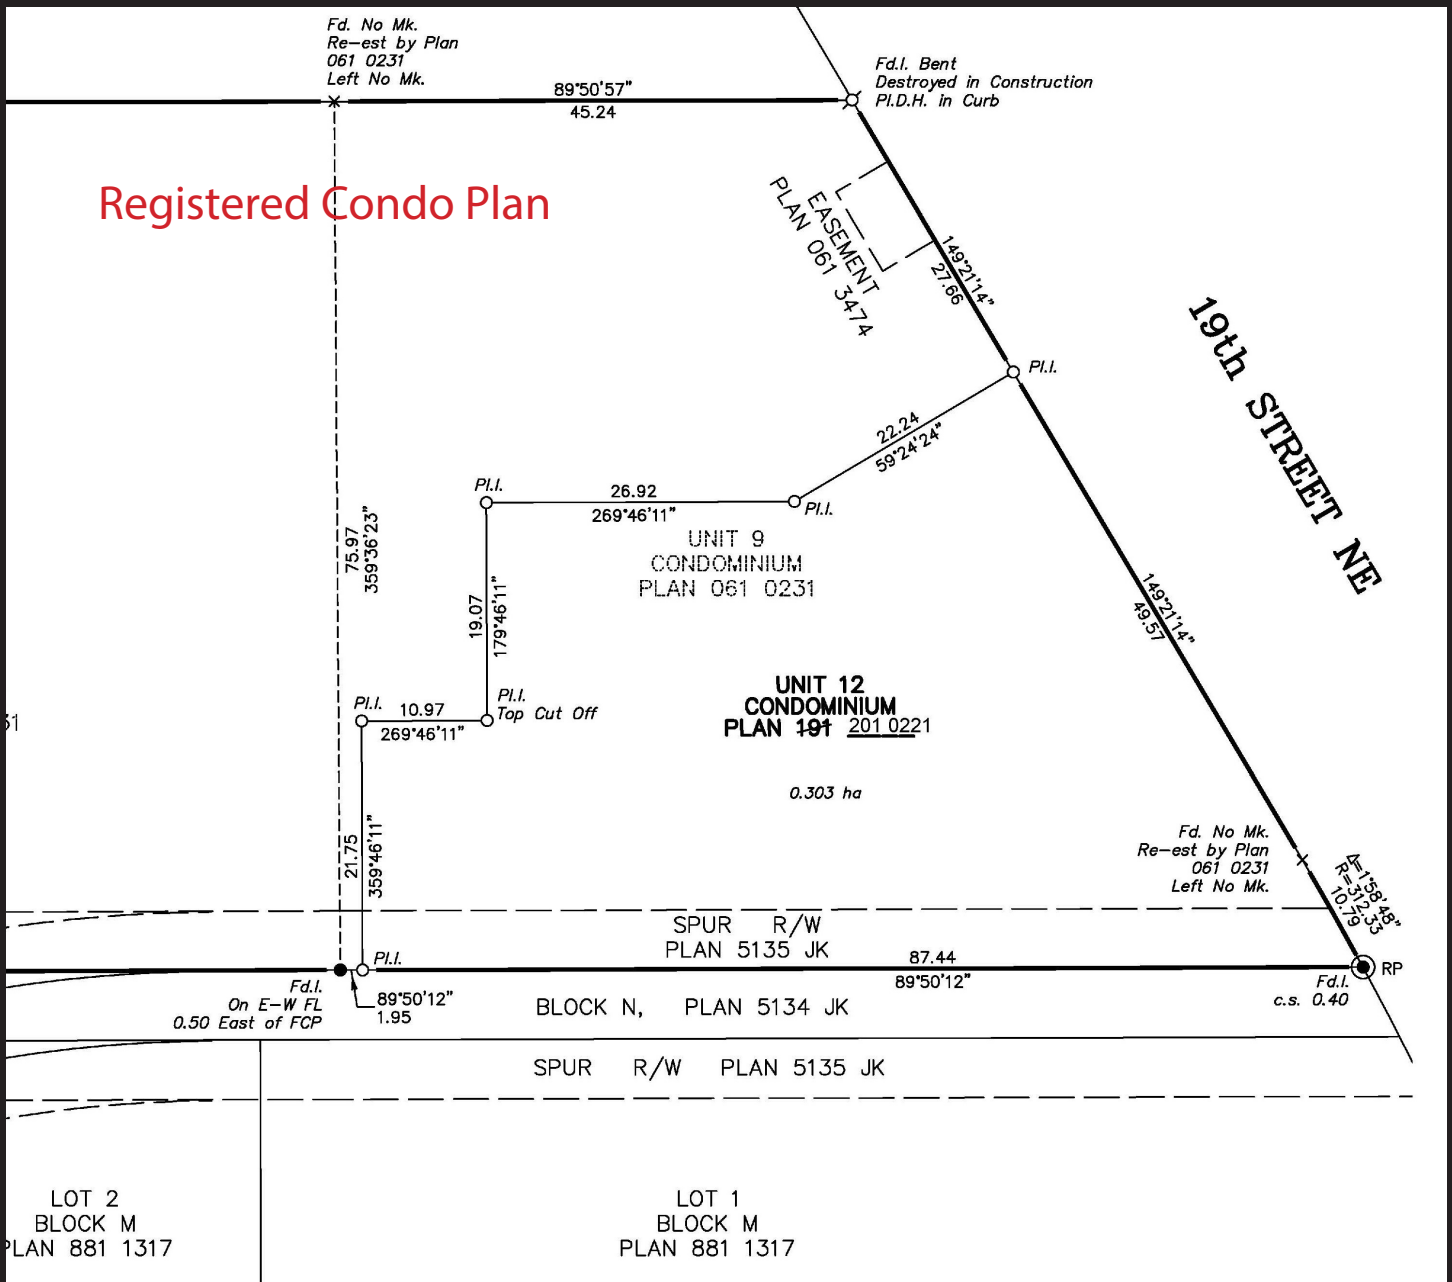 Fd. No Mk.
Re-est by Plan
061 0231
Left No Mk.
89°50'57"
45.24
Fd.I. Bent
Destroyed in Construction
Pl.D.H. in Curb
Registered Condo Plan
EASEMENT
PLAN 061 3474
149°21'14"
27.66
19th STREET NE
Pl.I.
22.24
59°24'24"
Pl.I.
26.92
269°46'11"
Pl.I.
UNIT 9
CONDOMINIUM
PLAN 061 0231
75.97
359°36'23"
19.07
179°46'11"
149°21'14"
49.57
UNIT 12
CONDOMINIUM
PLAN 191 201 0221
0.303 ha
Pl.I.
10.97
269°46'11"
Pl.I.
Top Cut Off
31
21.75
359°46'11"
Fd. No Mk.
Re-est by Plan
061 0231
Left No Mk.
Δ=1°58'48"
R=312.33
10.79
SPUR R/W
PLAN 5135 JK
Pl.I.
87.44
89°50'12"
RP
Fd.I.
c.s. 0.40
Fd.I.
On E-W FL
0.50 East of FCP
89°50'12"
1.95
BLOCK N, PLAN 5134 JK
SPUR R/W PLAN 5135 JK
LOT 2
BLOCK M
PLAN 881 1317
LOT 1
BLOCK M
PLAN 881 1317